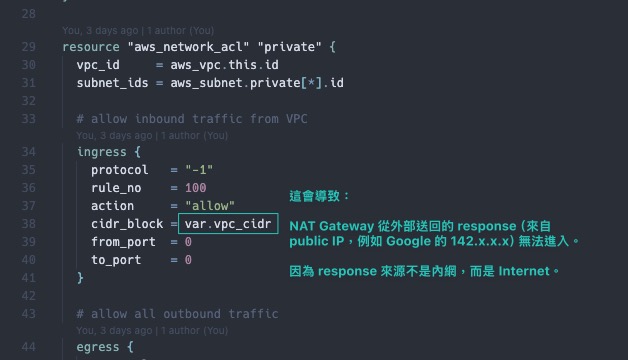 28
You, 3 days ago | 1 author (You)
29 resource "aws_network_acl" "private" {
30 vpc_id     = aws_vpc.this.id
31 subnet_ids = aws_subnet.private[*].id
32
33 # allow inbound traffic from VPC
You, 3 days ago | 1 author (You)
34 ingress {
35 protocol   = "-1"
36 rule_no    = 100
37 action     = "allow"
38 cidr_block = var.vpc_cidr
39 from_port  = 0
40 to_port    = 0
41 }
42
43 # allow all outbound traffic
You, 3 days ago | 1 author (You)
44 egress {
這會導致：
NAT Gateway 從外部送回的 response（來自
public IP，例如 Google 的 142.x.x.x) 無法進入。
因為 response 來源不是內網，而是 Internet。